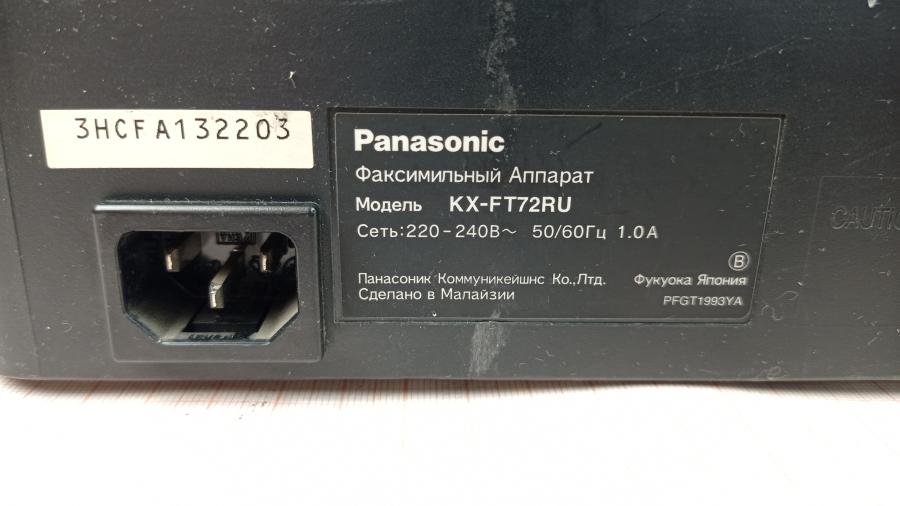 3HCFA132203
Panasonic
Факсимильный Аппарат
Модель KX-FT72RU
Сеть:220-240В~ 50/60Гц 1.0А
B
Панасоник Коммуникейшнс Ко.,Лтд. Фукуока Япония
Сделано в Малайзии
PFGT1993YA